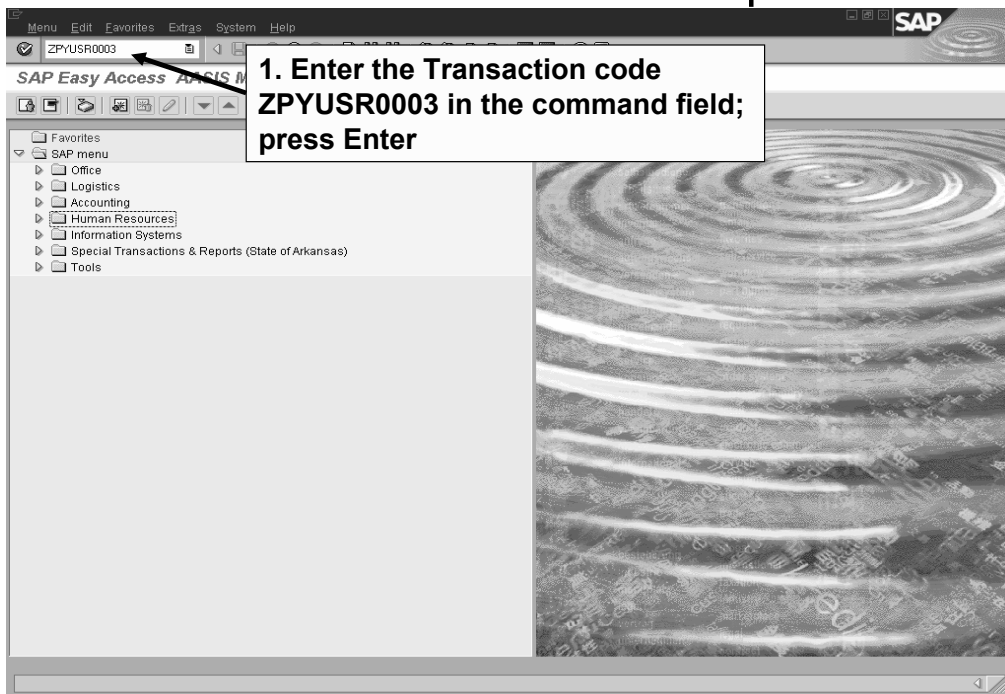 Menu Edit Favorites Extras System Help
SAP
ZPYUSR0003
SAP Easy Access AASIS M
1. Enter the Transaction code
ZPYUSR0003 in the command field;
press Enter
Favorites
SAP menu
Office
Logistics
Accounting
Human Resources
Information Systems
Special Transactions & Reports (State of Arkansas)
Tools